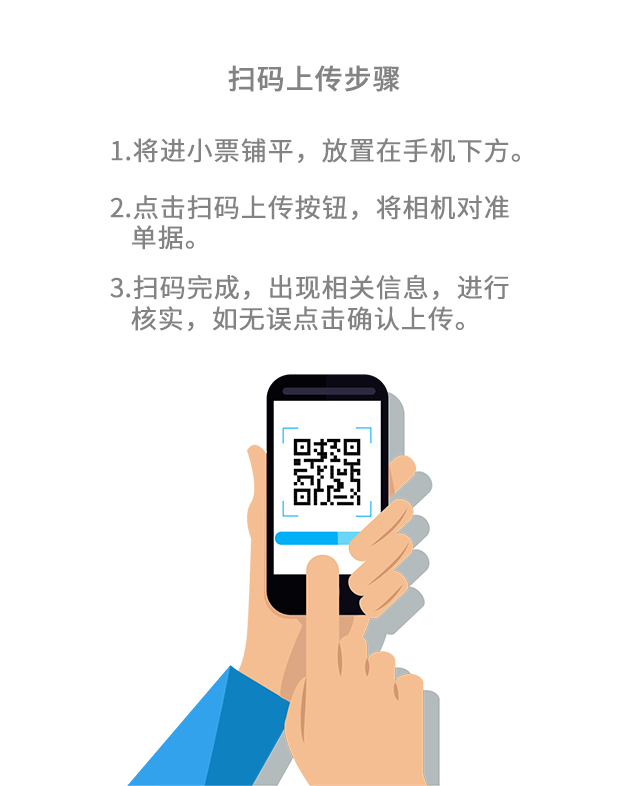 扫码上传步骤
1.将进小票铺平，放置在手机下方。
2.点击扫码上传按钮，将相机对准
单据。
3.扫码完成，出现相关信息，进行
核实，如无误点击确认上传。